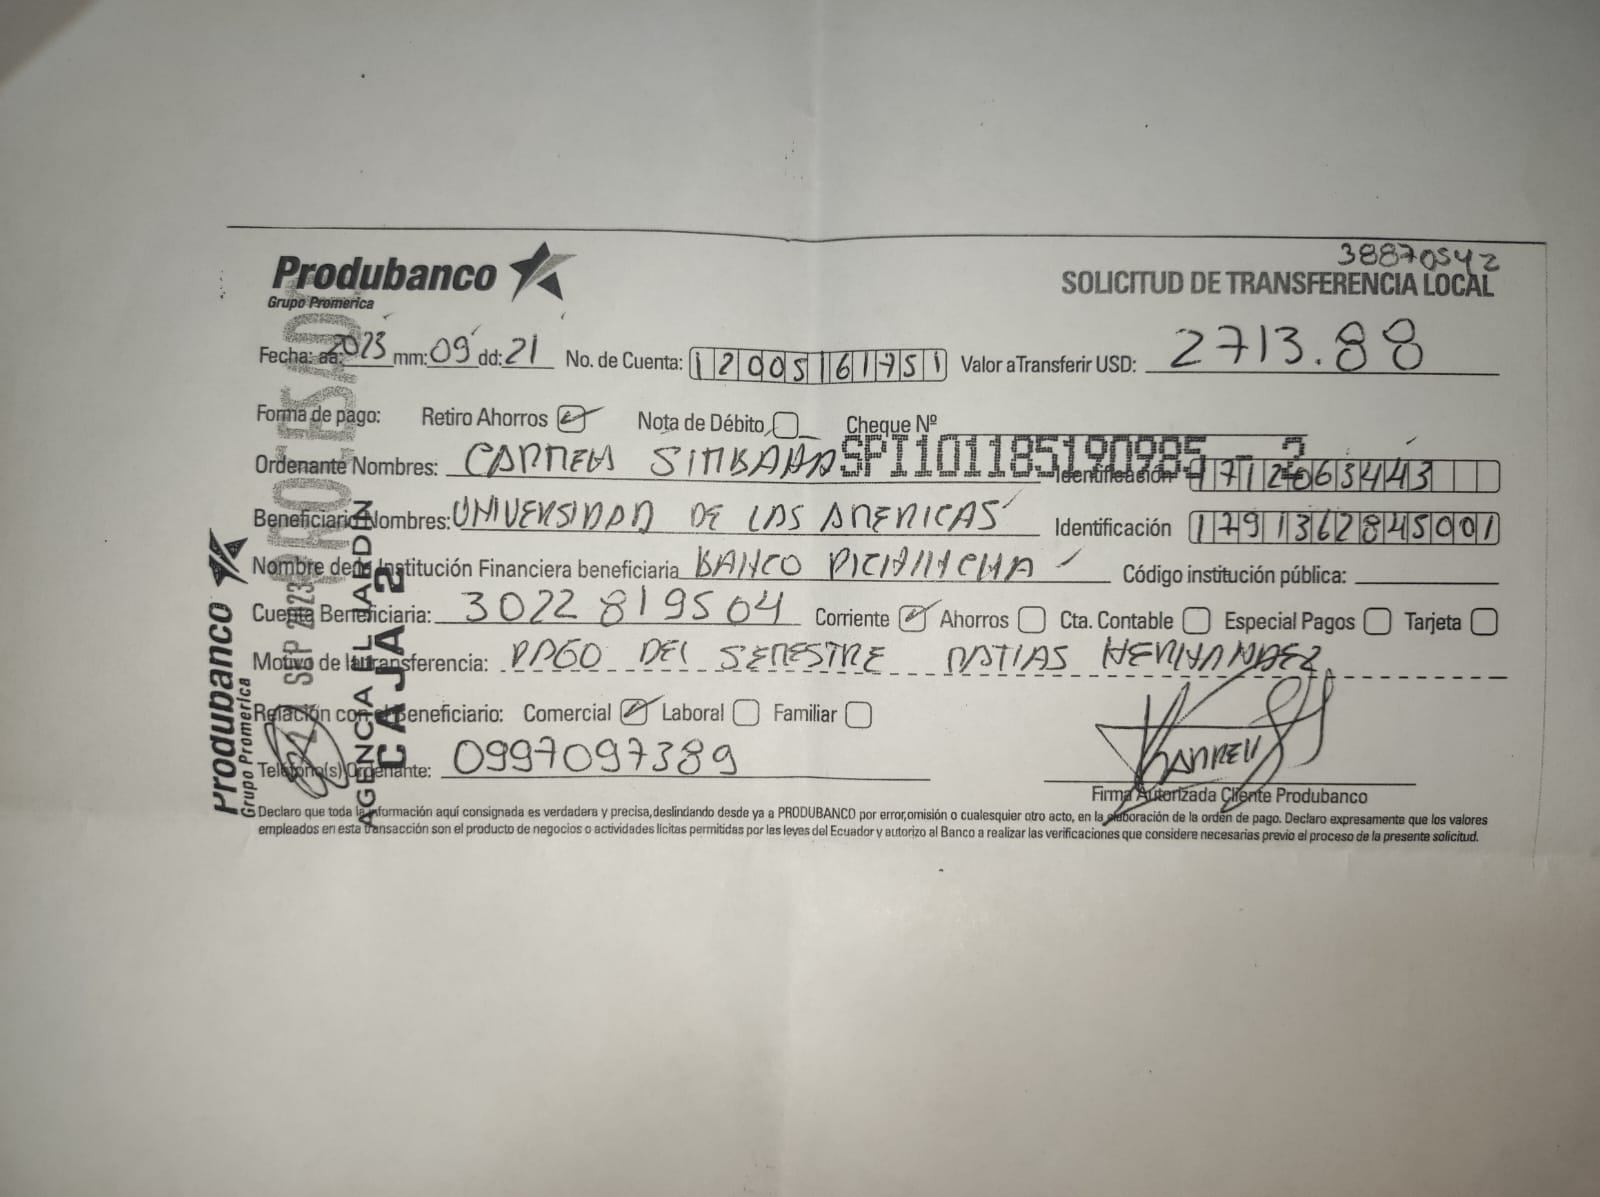 38870542
Produbanco
Grupo Promerica
SOLICITUD DE TRANSFERENCIA LOCAL
Fecha: aa: 2023 mm: 09 dd: 21 No. de Cuenta: 12005161751 Valor a Transferir USD: 2713.88
Forma de pago: Retiro Ahorros Nota de Débito Cheque Nº
SPI101185190985 2
Ordenante Nombres: CARMEN SIMBAÑA Identificación 1712063443
Beneficiario Nombres: UNIVERSIDAD DE LAS AMERICAS Identificación 1791362845001
Nombre de la Institución Financiera beneficiaria BANCO PICHINCHA Código institución pública:
Cuenta Beneficiaria: 3022819504 Corriente Ahorros Cta. Contable Especial Pagos Tarjeta
Motivo de la transferencia: PAGO DEL SEMESTRE MATIAS HERNANDEZ
Relación con el Beneficiario: Comercial Laboral Familiar
Teléfono(s) Ordenante: 0997097389
Firma Autorizada Cliente Produbanco
Declaro que toda la información aquí consignada es verdadera y precisa, deslindando desde ya a PRODUBANCO por error, omisión o cualesquier otro acto, en la elaboración de la orden de pago. Declaro expresamente que los valores
empleados en esta transacción son el producto de negocios o actividades lícitas permitidas por las leyes del Ecuador y autorizo al Banco a realizar las verificaciones que considere necesarias previo el proceso de la presente solicitud.
Produbanco
Grupo Promerica
SEP 2023
AGENCIA EL JARDIN
CAJA 2